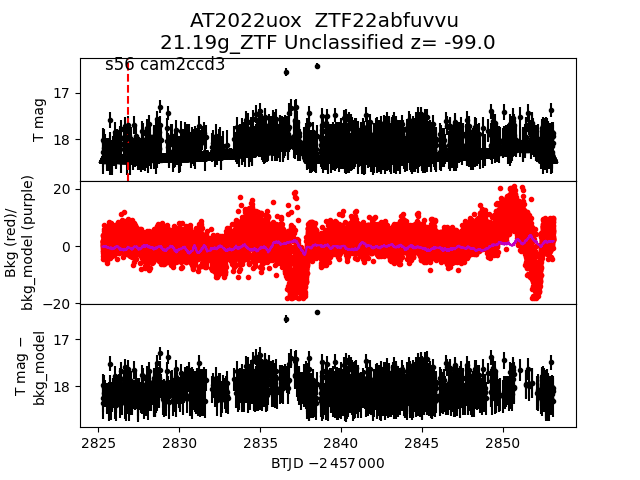 AT2022uox  ZTF22abfuvvu
21.19g_ZTF Unclassified z= -99.0
s56 cam2ccd3
T mag
17
18
Bkg (red)/
bkg_model (purple)
20
0
−20
T mag −
bkg_model
17
18
2825
2830
2835
2840
2845
2850
BTJD −2 457 000